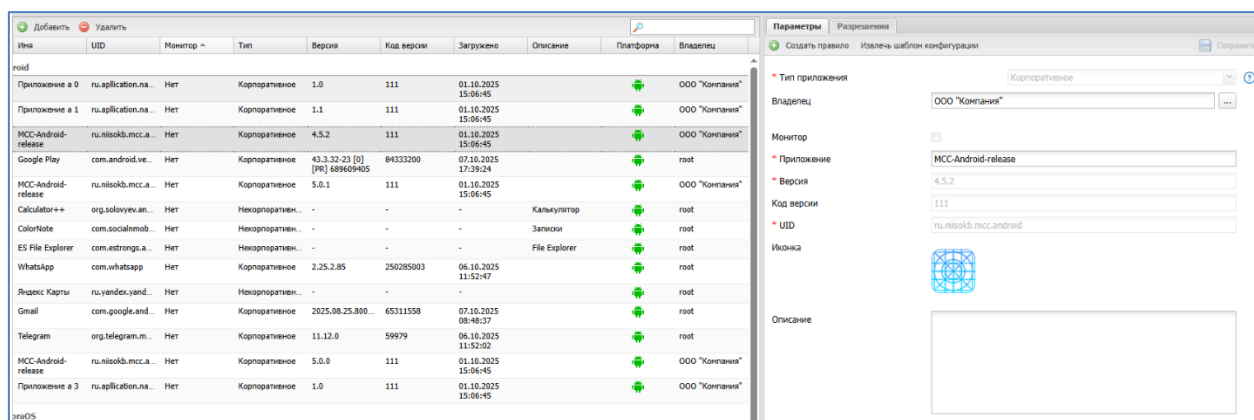 Добавить Удалить
Имя UID Монитор Тип Версия Код версии Загружено Описание Платформа Владелец
roid
Приложение а 0 ru.apllication.na... Нет Корпоративное 1.0 111 01.10.2025 15:06:45 ООО "Компания"
Приложение а 1 ru.apllication.na... Нет Корпоративное 1.1 111 01.10.2025 15:06:45 ООО "Компания"
MCC-Android-release ru.niisokb.mcc.a... Нет Корпоративное 4.5.2 111 01.10.2025 15:06:45 ООО "Компания"
Google Play com.android.ve... Нет Корпоративное 43.3.32-23 [0] [PR] 689609405 84333200 07.10.2025 17:39:24 root
MCC-Android-release ru.niisokb.mcc.a... Нет Корпоративное 5.0.1 111 01.10.2025 15:06:45 ООО "Компания"
Calculator++ org.solovyev.an... Нет Некорпоративн... - - - Калькулятор root
ColorNote com.socialnmob... Нет Некорпоративн... - - - Записки root
ES File Explorer com.estrongs.a... Нет Некорпоративн... - - - File Explorer root
WhatsApp com.whatsapp Нет Корпоративное 2.25.2.85 250285003 06.10.2025 11:52:47 root
Яндекс Карты ru.yandex.yand... Нет Некорпоративн... - - - root
Gmail com.google.and... Нет Корпоративное 2025.08.25.800... 65311558 07.10.2025 08:48:37 root
Telegram org.telegram.m... Нет Корпоративное 11.12.0 59979 06.10.2025 11:52:02 root
MCC-Android-release ru.niisokb.mcc.a... Нет Корпоративное 5.0.0 111 01.10.2025 15:06:45 ООО "Компания"
Приложение а 3 ru.apllication.na... Нет Корпоративное 1.0 111 01.10.2025 15:06:45 ООО "Компания"
oraOS
Параметры Разрешения
Создать правило Извлечь шаблон конфигурации Сохранить
* Тип приложения Корпоративное
Владелец ООО "Компания" ...
Монитор
* Приложение MCC-Android-release
* Версия 4.5.2
Код версии 111
* UID ru.niisokb.mcc.android
Иконка
Описание